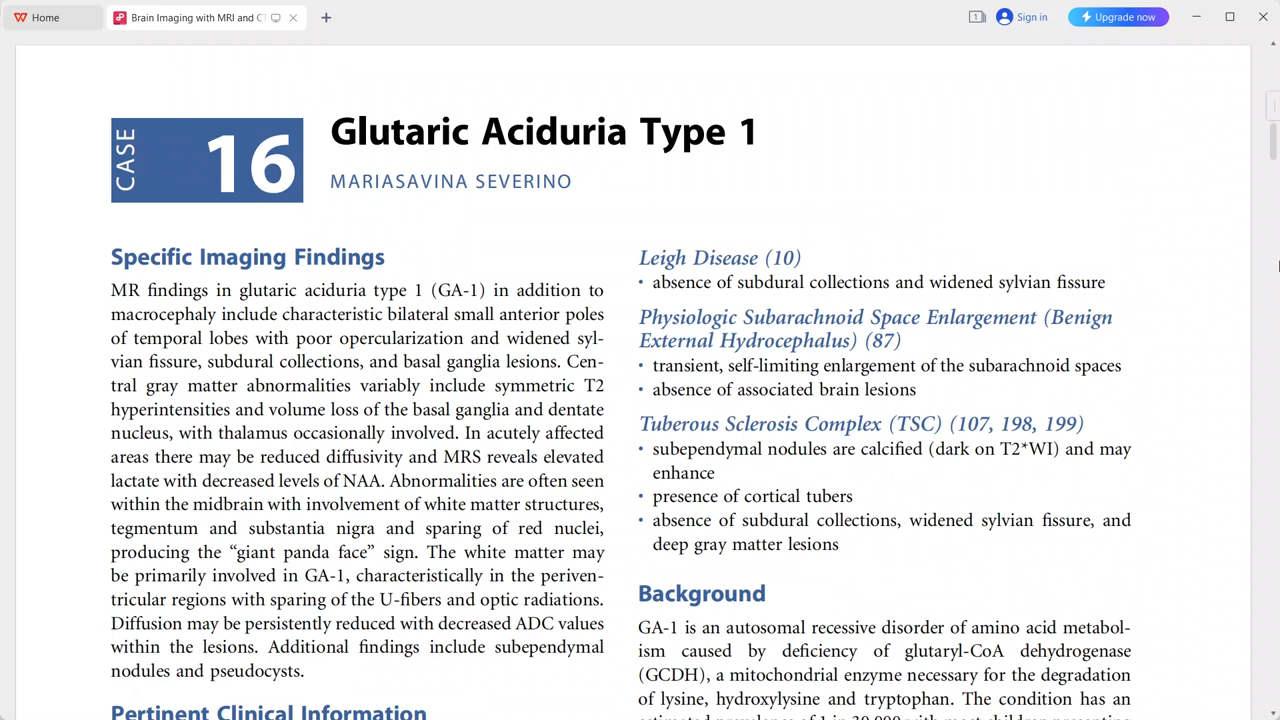 Home
Brain Imaging with MRI and C
1
Sign in
Upgrade now
CASE
16
Glutaric Aciduria Type 1
MARIASAVINA SEVERINO
Specific Imaging Findings
MR findings in glutaric aciduria type 1 (GA-1) in addition to
macrocephaly include characteristic bilateral small anterior poles
of temporal lobes with poor opercularization and widened syl-
vian fissure, subdural collections, and basal ganglia lesions. Cen-
tral gray matter abnormalities variably include symmetric T2
hyperintensities and volume loss of the basal ganglia and dentate
nucleus, with thalamus occasionally involved. In acutely affected
areas there may be reduced diffusivity and MRS reveals elevated
lactate with decreased levels of NAA. Abnormalities are often seen
within the midbrain with involvement of white matter structures,
tegmentum and substantia nigra and sparing of red nuclei,
producing the “giant panda face” sign. The white matter may
be primarily involved in GA-1, characteristically in the periven-
tricular regions with sparing of the U-fibers and optic radiations.
Diffusion may be persistently reduced with decreased ADC values
within the lesions. Additional findings include subependymal
nodules and pseudocysts.
Pertinent Clinical Information
Leigh Disease (10)
• absence of subdural collections and widened sylvian fissure
Physiologic Subarachnoid Space Enlargement (Benign
External Hydrocephalus) (87)
• transient, self-limiting enlargement of the subarachnoid spaces
• absence of associated brain lesions
Tuberous Sclerosis Complex (TSC) (107, 198, 199)
• subependymal nodules are calcified (dark on T2*WI) and may
enhance
• presence of cortical tubers
• absence of subdural collections, widened sylvian fissure, and
deep gray matter lesions
Background
GA-1 is an autosomal recessive disorder of amino acid metabol-
ism caused by deficiency of glutaryl-CoA dehydrogenase
(GCDH), a mitochondrial enzyme necessary for the degradation
of lysine, hydroxylysine and tryptophan. The condition has an
estimated prevalence of 1 in 30 000 with most children presenting